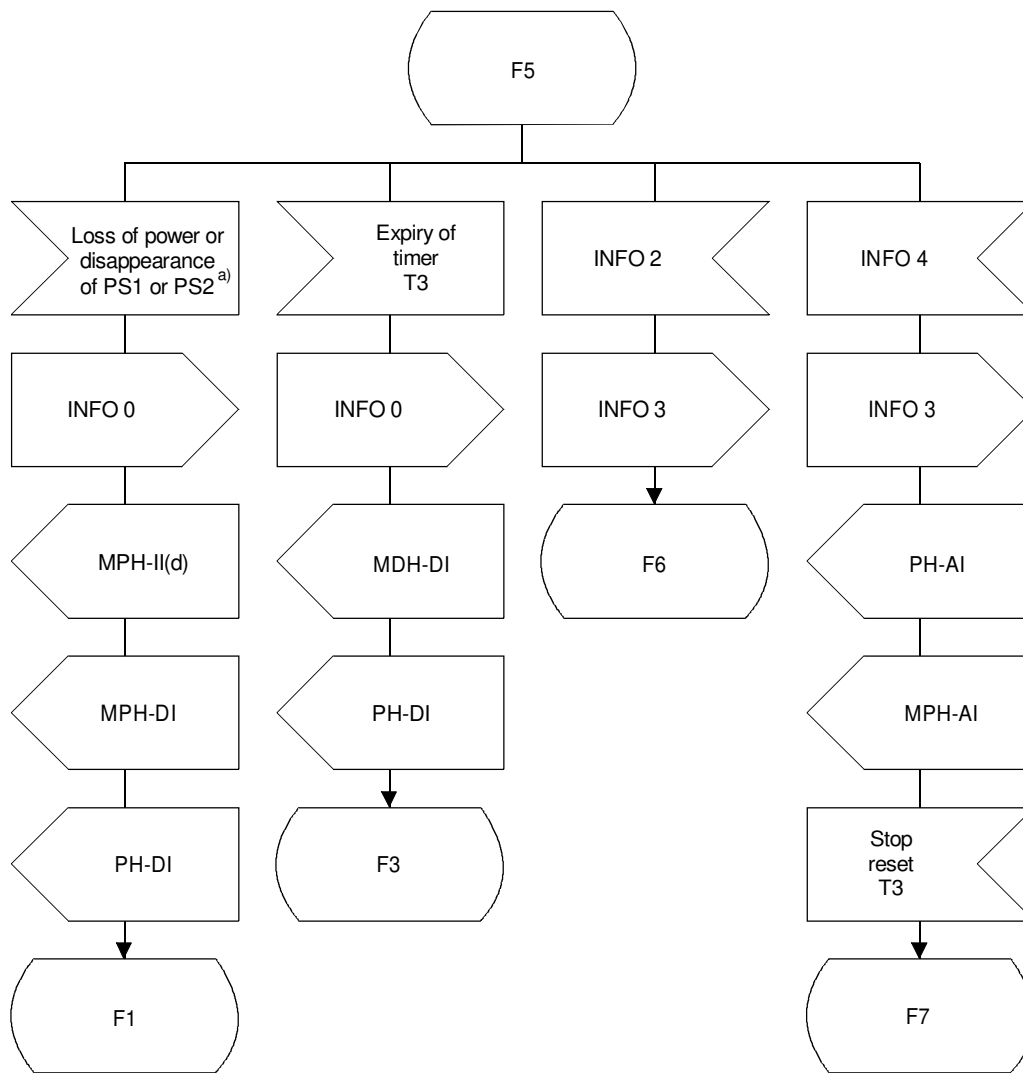 F5
Loss of power or
disappearance
of PS1 or PS2 a)
Expiry of
timer
T3
INFO 2
INFO 4
INFO 0
INFO 0
INFO 3
INFO 3
MPH-II(d)
MDH-DI
F6
PH-AI
MPH-DI
PH-DI
MPH-AI
PH-DI
F3
Stop
reset
T3
F1
F7